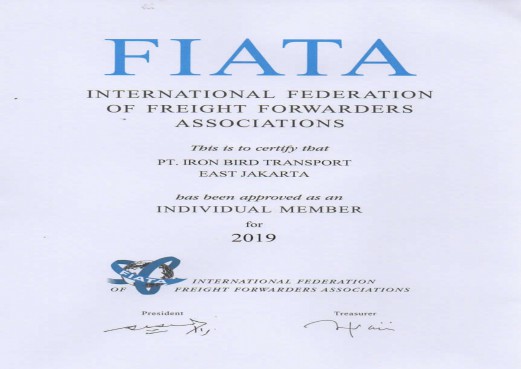 FIATA
INTERNATIONAL FEDERATION
OF FREIGHT FORWARDERS
ASSOCIATIONS
This is to certify that
PT. IRON BIRD TRANSPORT
EAST JAKARTA
has been approved as an
INDIVIDUAL MEMBER
for
2019
FIATA
INTERNATIONAL FEDERATION
OF FREIGHT FORWARDERS ASSOCIATIONS
President Treasurer